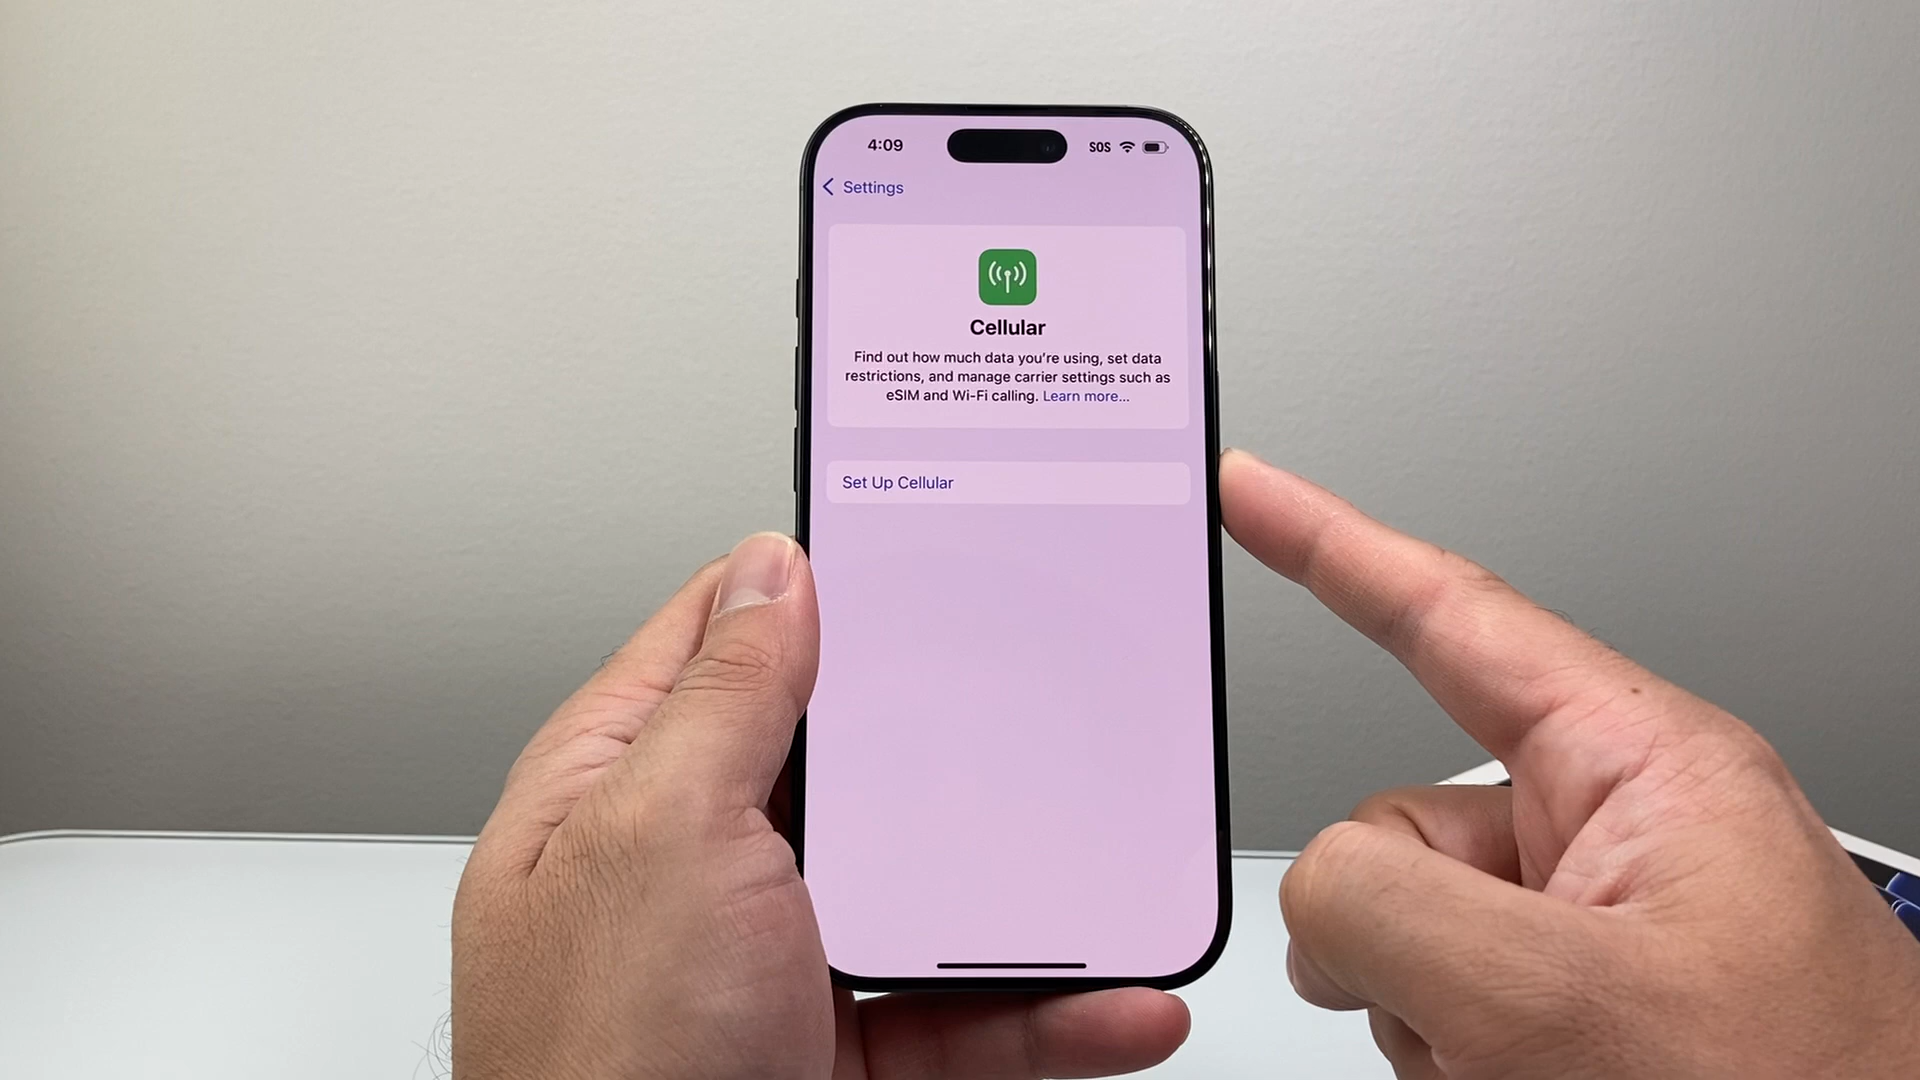 4:09
SOS
Settings
Cellular
Find out how much data you're using, set data
restrictions, and manage carrier settings such as
eSIM and Wi-Fi calling. Learn more...
Set Up Cellular